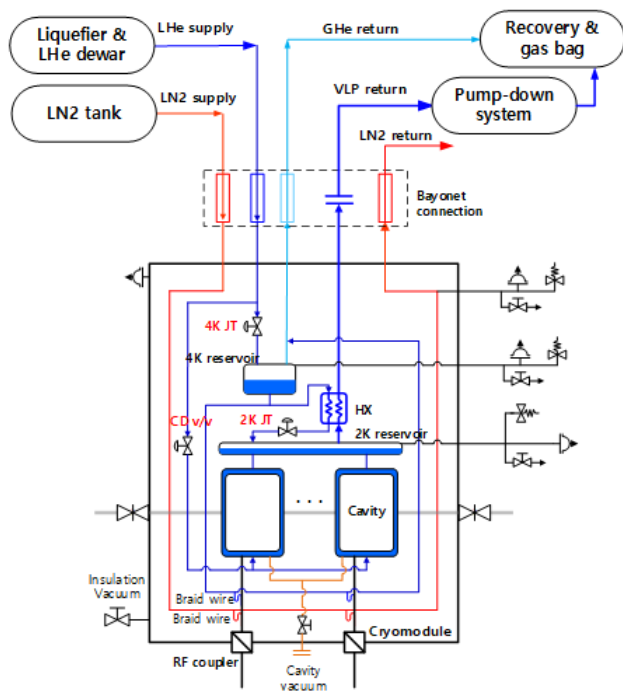 Liquefier &
LHe dewar
LHe supply
GHe return
Recovery &
gas bag
VLP return
LN2 tank
LN2 supply
Pump-down
system
LN2 return
Bayonet
connection
4K JT
4K reservoir
CD v/v
2K JT
HX
2K reservoir
. . .
Cavity
Insulation
Vacuum
Braid wire
Braid wire
RF coupler
Cryomodule
Cavity
vacuum